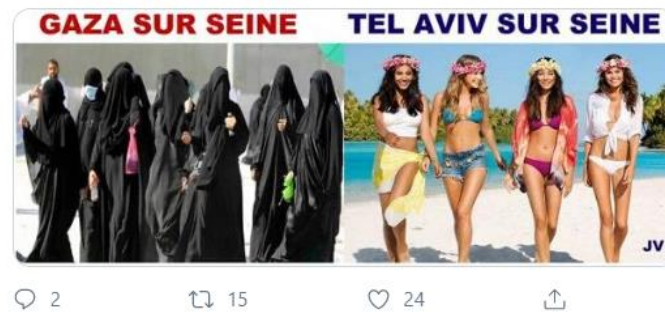 GAZA SUR SEINE
TEL AVIV SUR SEINE
JV
2
15
24